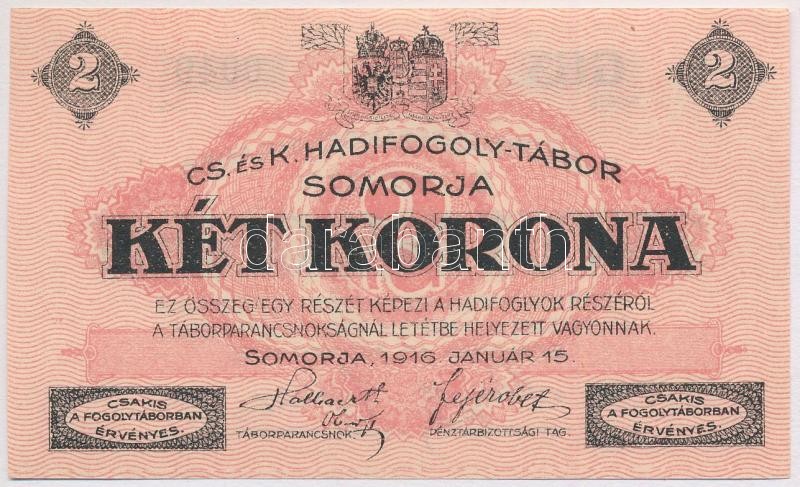 2 2
CS. ÉS K. HADIFOGOLY-TÁBOR
SOMORJA
KÉT KORONA
EZ ÖSSZEG EGY RÉSZÉT KÉPEZI A HADIFOGLYOK RÉSZÉRŐL
A TÁBORPARANCSNOKSÁGNÁL LETÉTBE HELYEZETT VAGYONNAK.
SOMORJA, 1916. JANUÁR 15.
CSAKIS
A FOGOLYTÁBORBAN
ÉRVÉNYES.
TÁBORPARANCSNOK
PÉNZTÁRBIZOTTSÁGI TAG.
CSAKIS
A FOGOLYTÁBORBAN
ÉRVÉNYES.